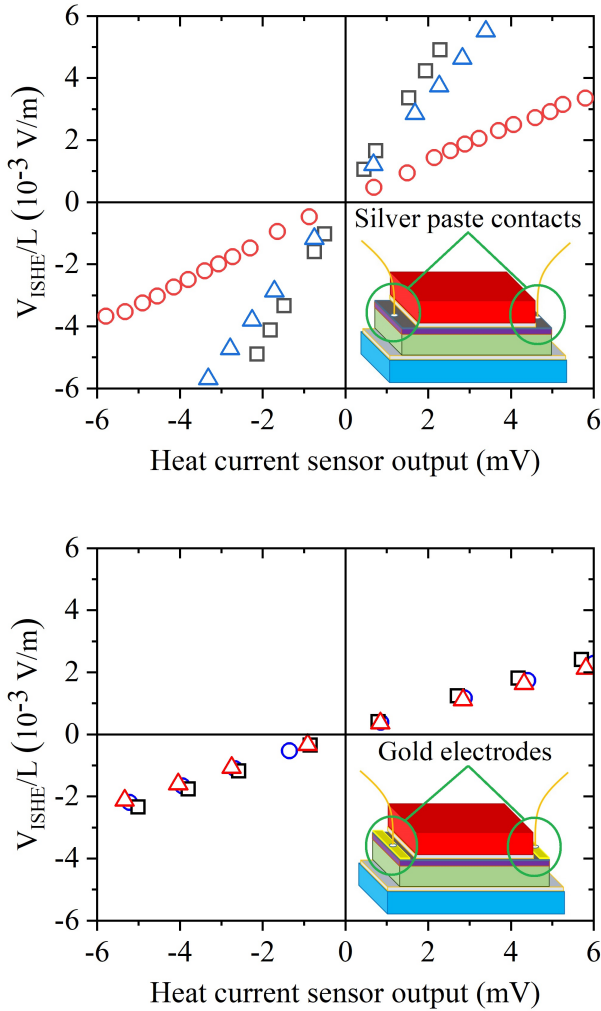 6
4
2
0
-2
-4
-6
V_ISHE/L (10⁻³ V/m)
Silver paste contacts
-6 -4 -2 0 2 4 6
Heat current sensor output (mV)
6
4
2
0
-2
-4
-6
V_ISHE/L (10⁻³ V/m)
Gold electrodes
-6 -4 -2 0 2 4 6
Heat current sensor output (mV)